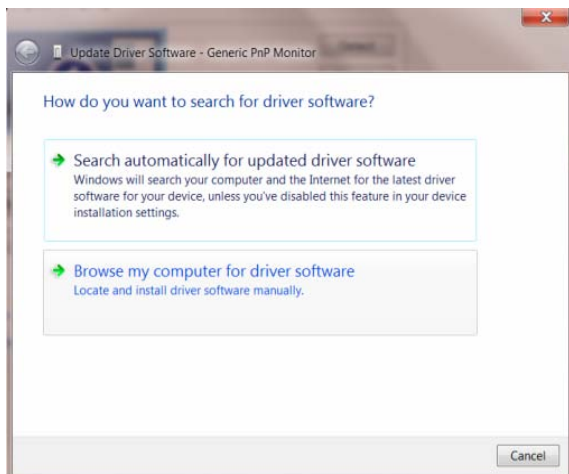 Update Driver Software - Generic PnP Monitor
How do you want to search for driver software?
Search automatically for updated driver software
Windows will search your computer and the Internet for the latest driver
software for your device, unless you've disabled this feature in your device
installation settings.
Browse my computer for driver software
Locate and install driver software manually.
Cancel